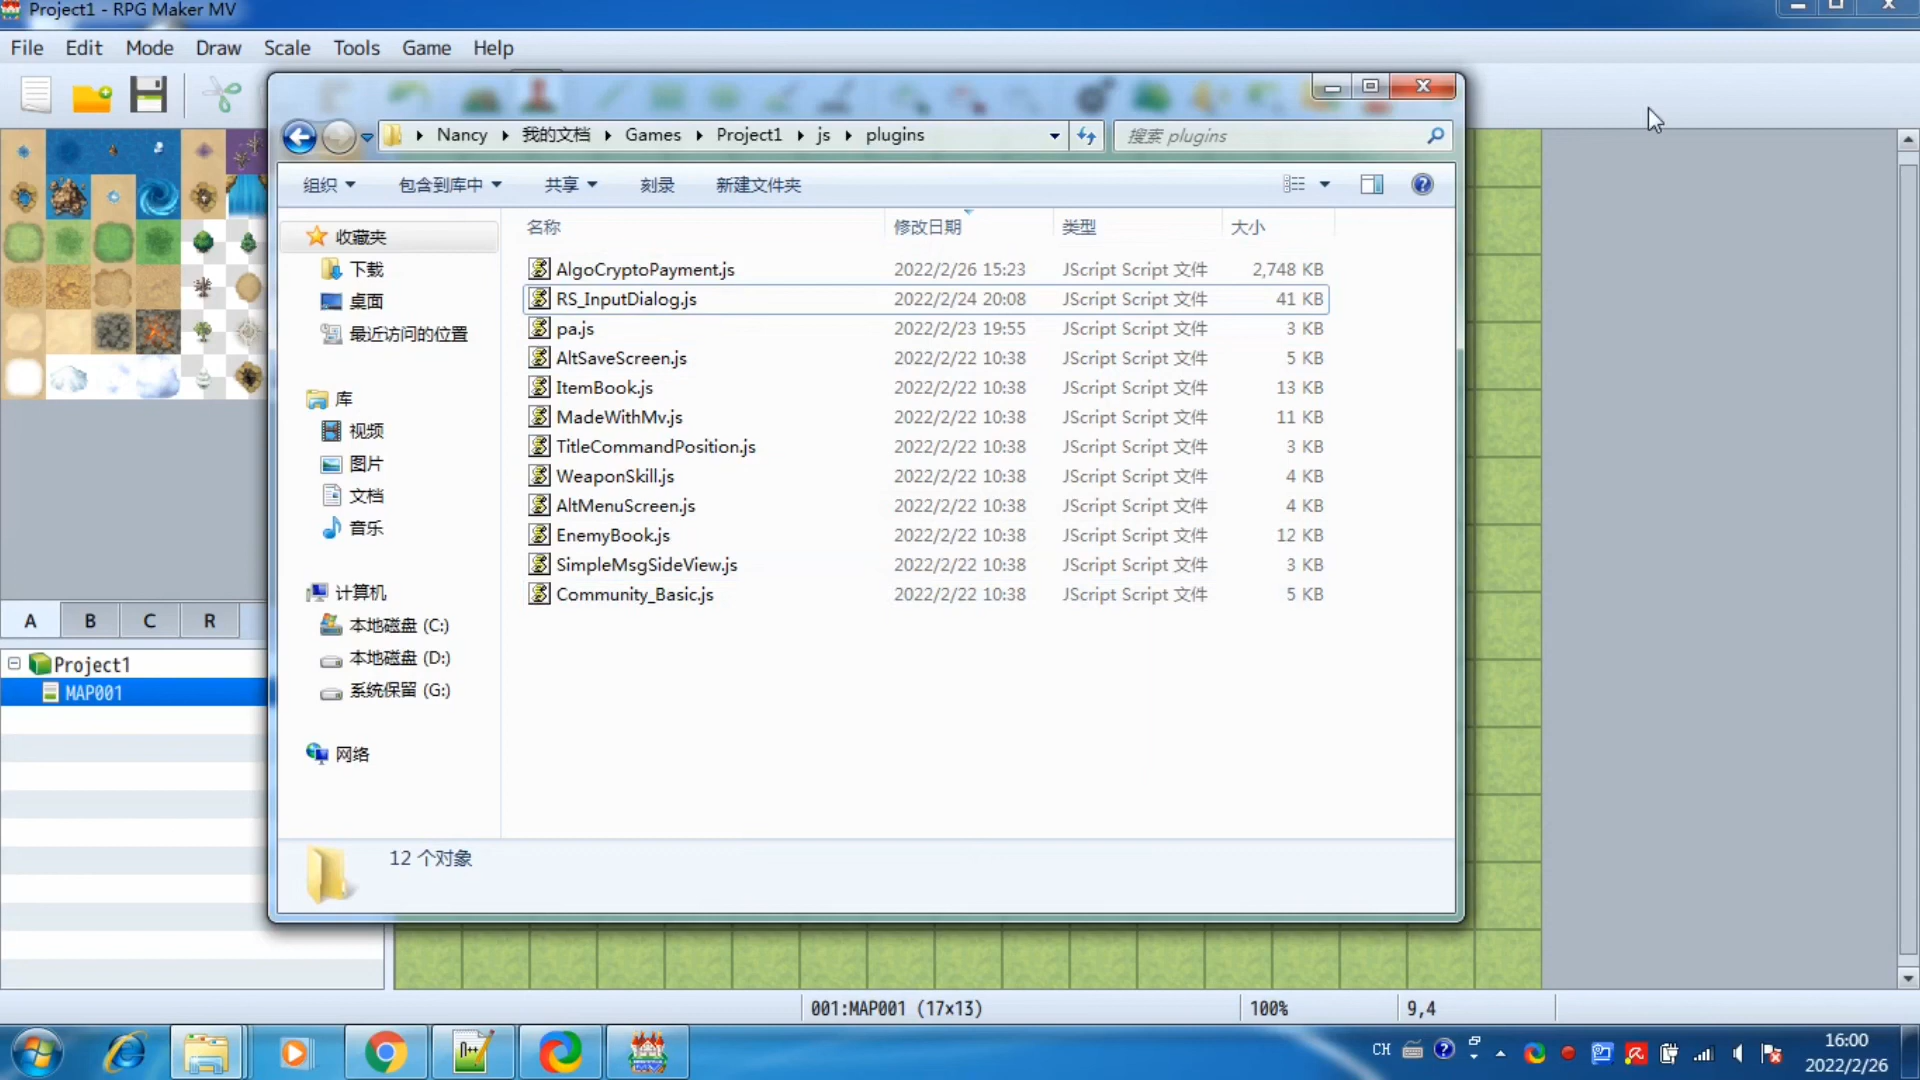 Project1 - RPG Maker MV
File Edit Mode Draw Scale Tools Game Help
Nancy 我的文档 Games Project1 js plugins
搜索 plugins
组织 包含到库中 共享 刻录 新建文件夹
名称 修改日期 类型 大小
收藏夹
下载
桌面
最近访问的位置
库
视频
图片
文档
音乐
计算机
本地磁盘 (C:)
本地磁盘 (D:)
系统保留 (G:)
网络
AlgoCryptoPayment.js 2022/2/26 15:23 JScript Script 文件 2,748 KB
RS_InputDialog.js 2022/2/24 20:08 JScript Script 文件 41 KB
pa.js 2022/2/23 19:55 JScript Script 文件 3 KB
AltSaveScreen.js 2022/2/22 10:38 JScript Script 文件 5 KB
ItemBook.js 2022/2/22 10:38 JScript Script 文件 13 KB
MadeWithMv.js 2022/2/22 10:38 JScript Script 文件 11 KB
TitleCommandPosition.js 2022/2/22 10:38 JScript Script 文件 3 KB
WeaponSkill.js 2022/2/22 10:38 JScript Script 文件 4 KB
AltMenuScreen.js 2022/2/22 10:38 JScript Script 文件 4 KB
EnemyBook.js 2022/2/22 10:38 JScript Script 文件 12 KB
SimpleMsgSideView.js 2022/2/22 10:38 JScript Script 文件 3 KB
Community_Basic.js 2022/2/22 10:38 JScript Script 文件 5 KB
12 个对象
A B C R
Project1
MAP001
001:MAP001 (17×13) 100% 9,4
CH
16:00
2022/2/26